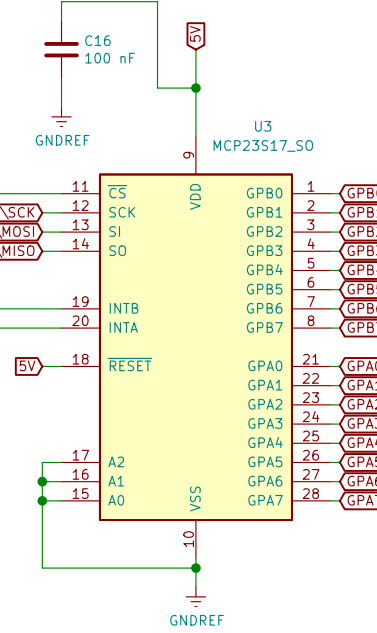 C16
100 nF
GNDREF
5V
U3
MCP23S17_SO
9
VDD
11 CS GPB0 1
SCK 12 SCK GPB1 2
MOSI 13 SI GPB2 3
MISO 14 SO GPB3 4
GPB4 5
GPB5 6
19 INTB GPB6 7
20 INTA GPB7 8
5V 18 RESET GPA0 21
GPA1 22
GPA2 23
GPA3 24
GPA4 25
17 A2 GPA5 26
16 A1 GPA6 27
15 A0 GPA7 28
VSS
10
GNDREF